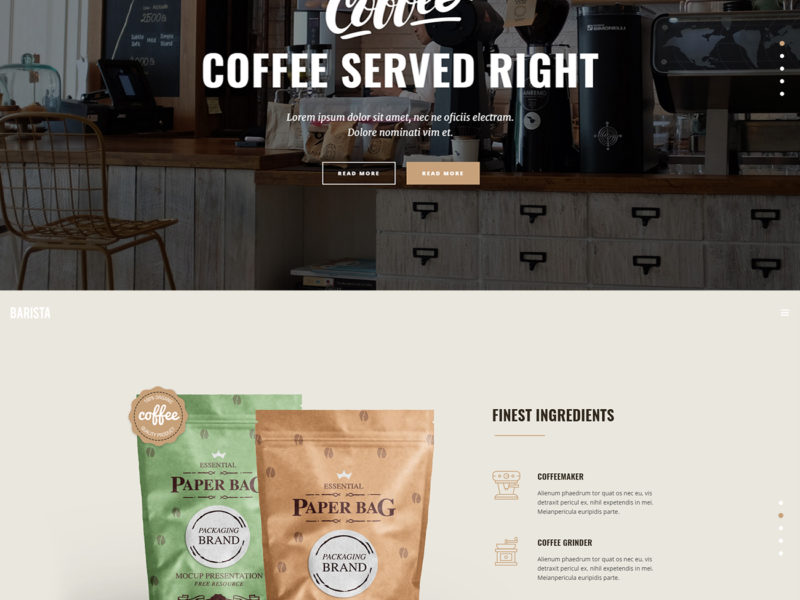 Coffee
COFFEE SERVED RIGHT
Lorem ipsum dolor sit amet, nec ne oficiis electram.
Dolore nominati vim et.
READ MORE
READ MORE
BARISTA
100% ORGANIC
coffee
QUALITY PRODUCT
ESSENTIAL
PAPER BAG
PACKAGING
BRAND
MOCUP PRESENTATION
FREE RESOURCE
ESSENTIAL
PAPER BAG
PACKAGING
BRAND
FINEST INGREDIENTS
COFFEEMAKER
Alienum phaedrum tor quat os nec eu, vis
detraxit pericul ex, nihil expetendis in mei.
Meianpericula euripidis parte.
COFFEE GRINDER
Alienum phaedrum tor quat os nec eu, vis
detraxit pericul ex, nihil expetendis in mei.
Meianpericula euripidis parte.